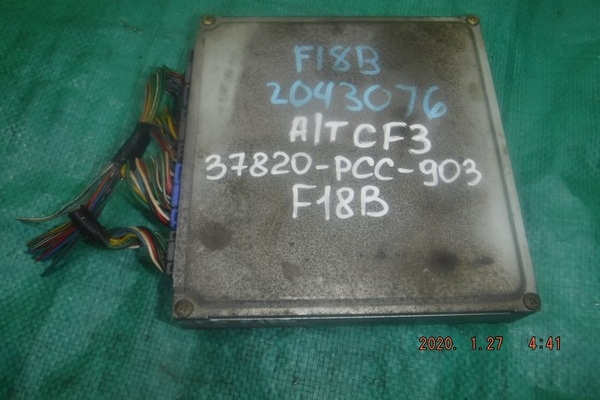 F18B
2043076
A/T CF3
37820-PCC-903
F18B
2020. 1.27 4:41